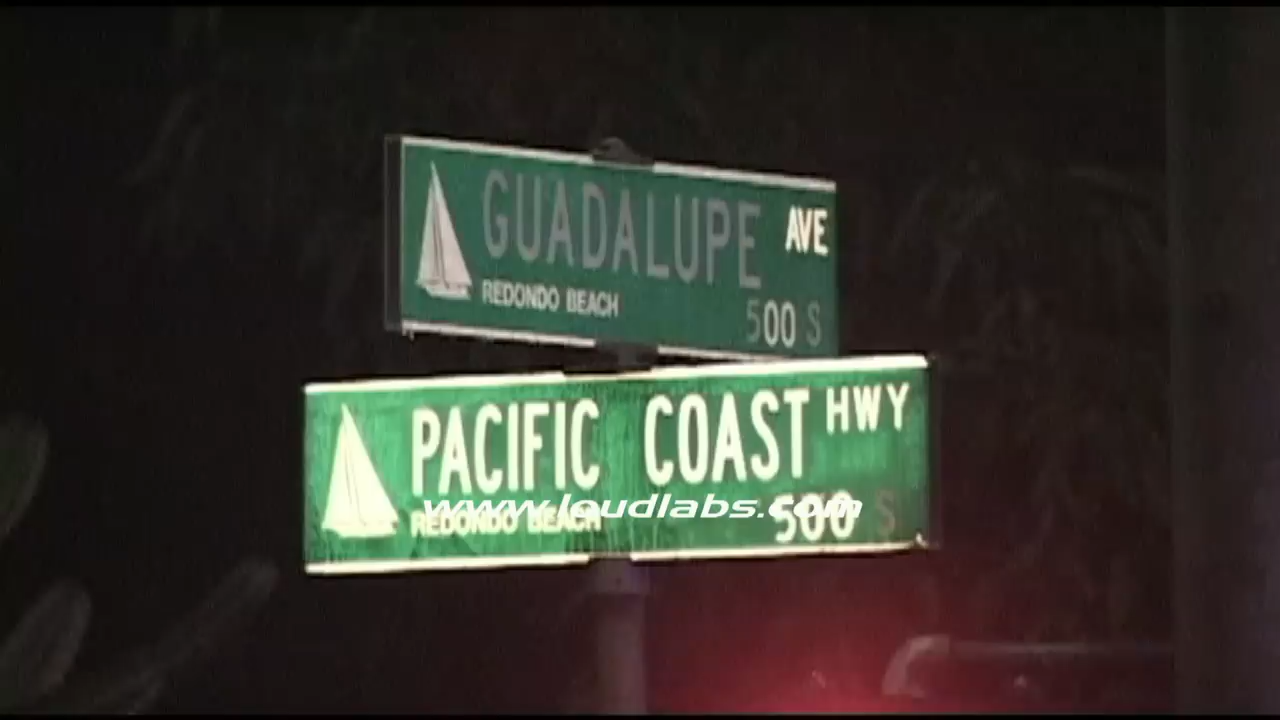 GUADALUPE AVE
REDONDO BEACH
500 S
PACIFIC COAST HWY
REDONDO BEACH 500 S
www.loudlabs.com